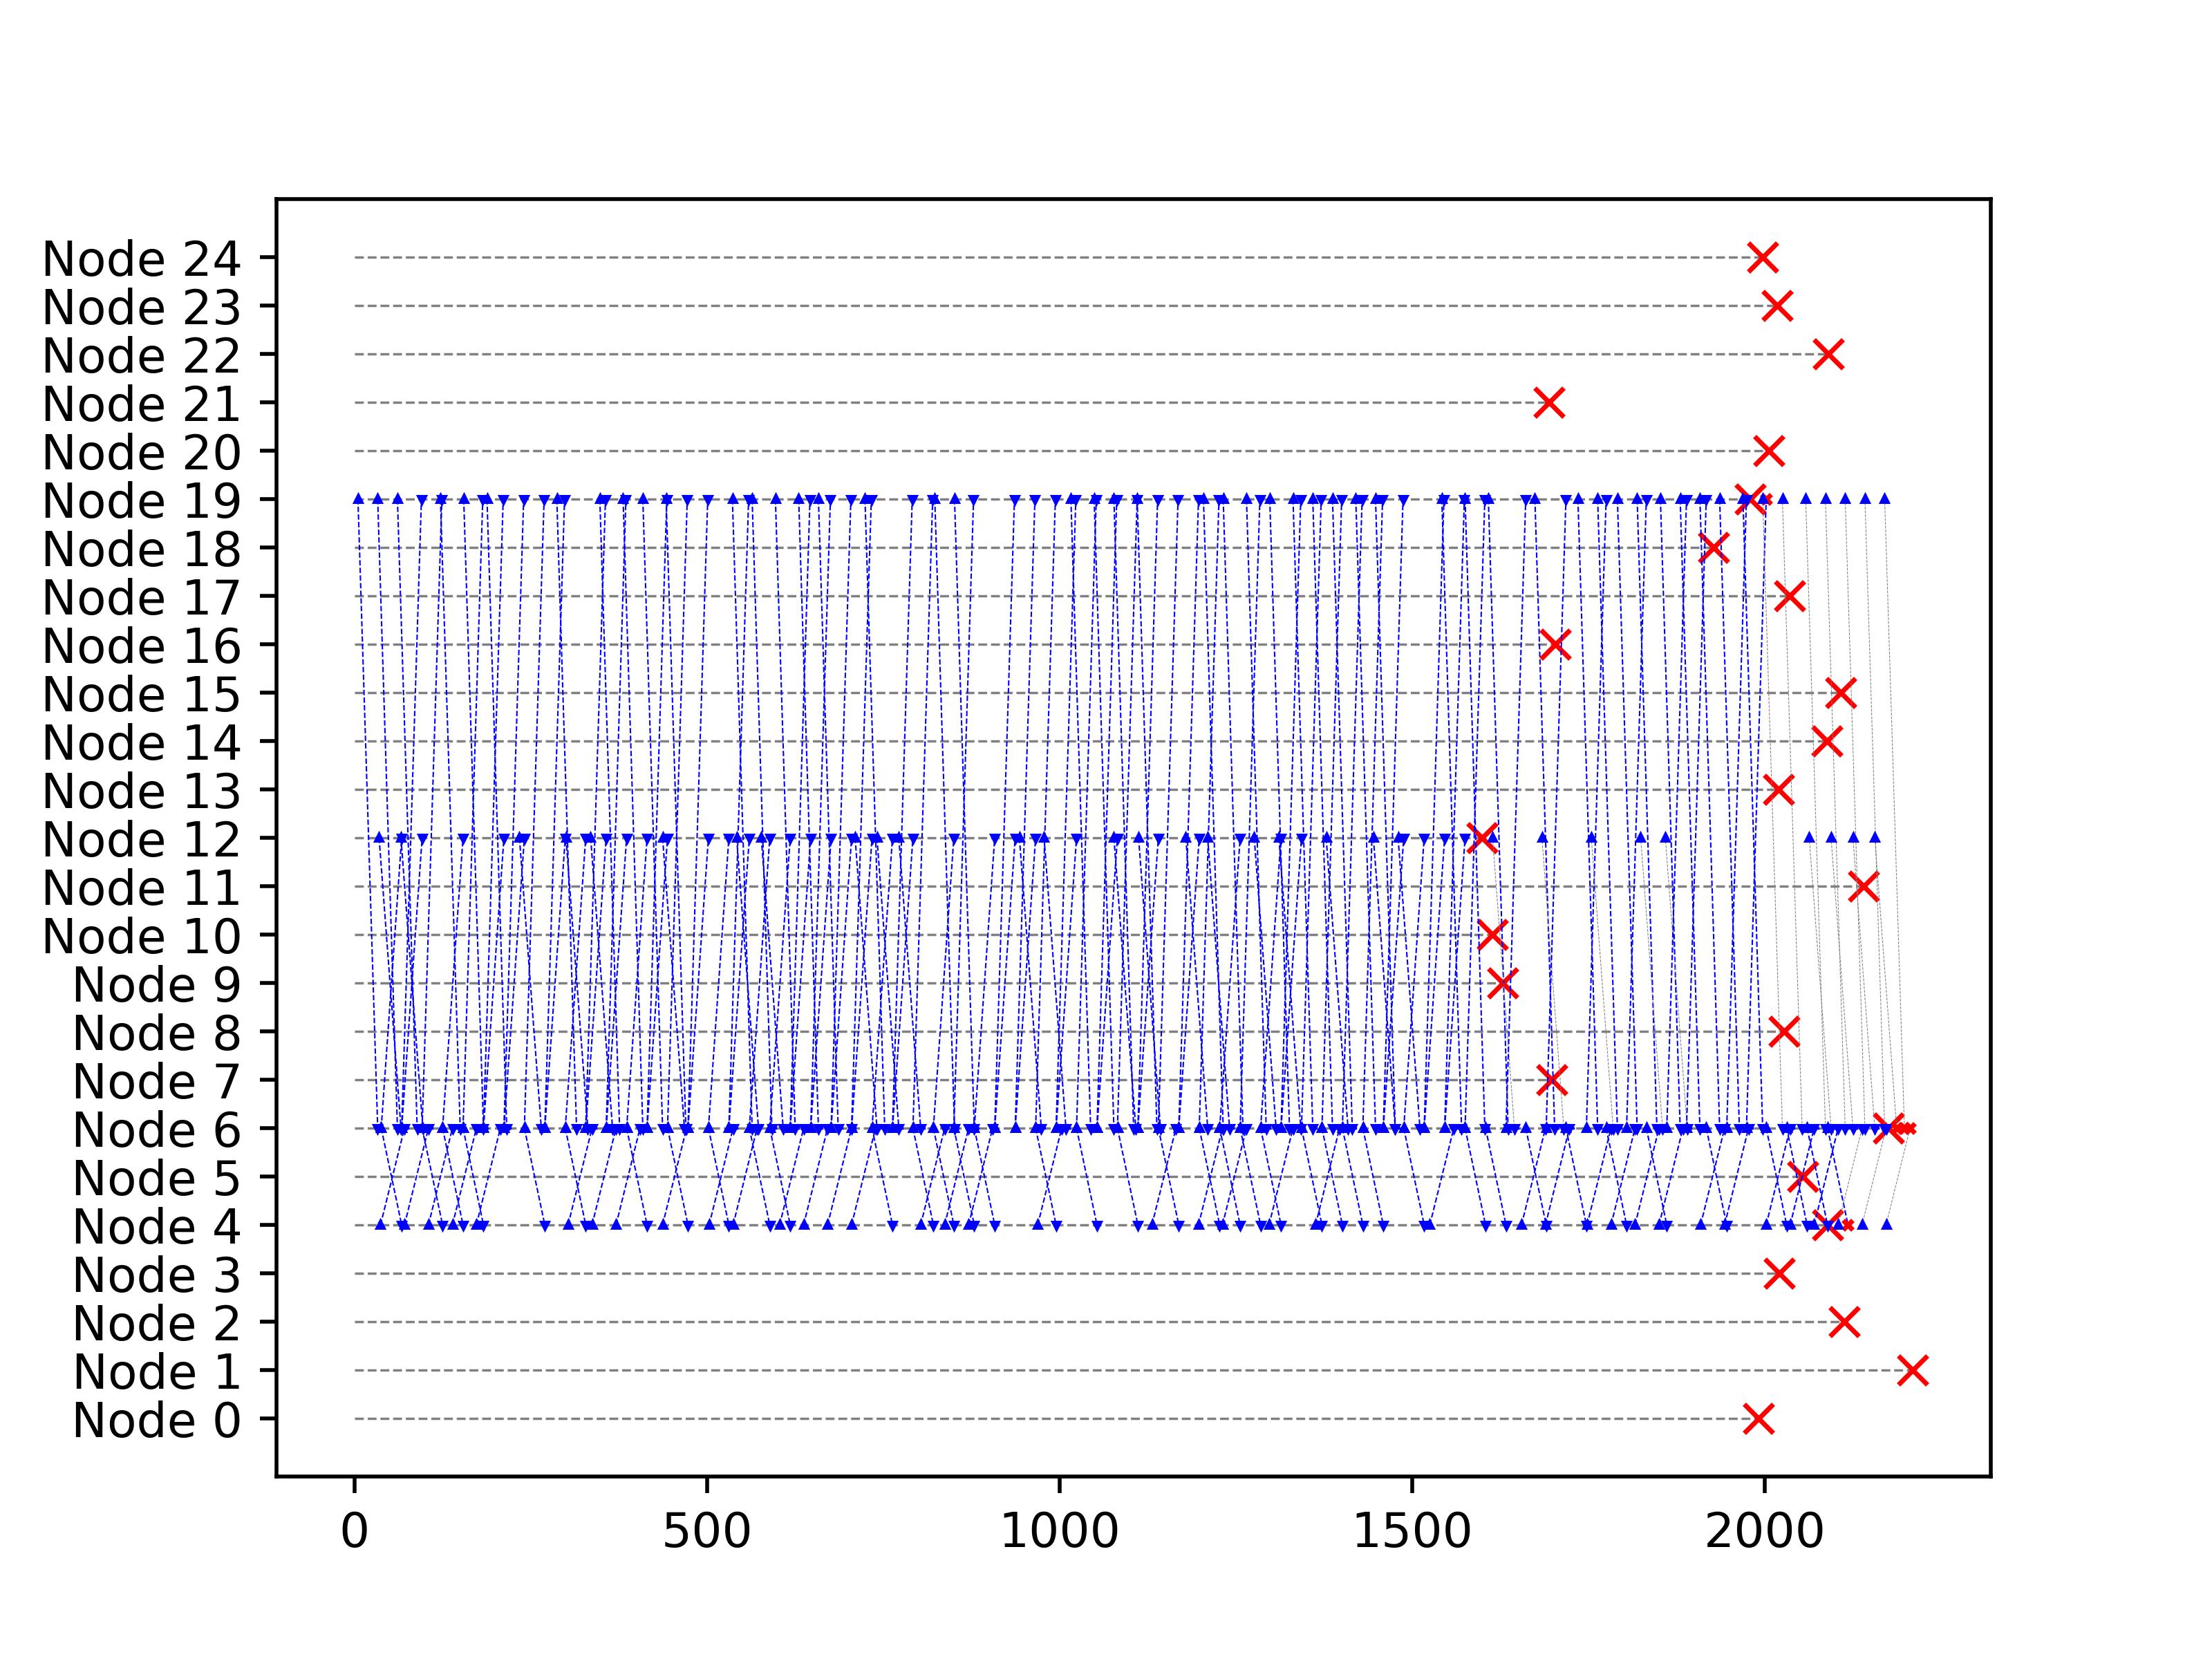 Node 24
Node 23
Node 22
Node 21
Node 20
Node 19
Node 18
Node 17
Node 16
Node 15
Node 14
Node 13
Node 12
Node 11
Node 10
Node 9
Node 8
Node 7
Node 6
Node 5
Node 4
Node 3
Node 2
Node 1
Node 0
0 500 1000 1500 2000